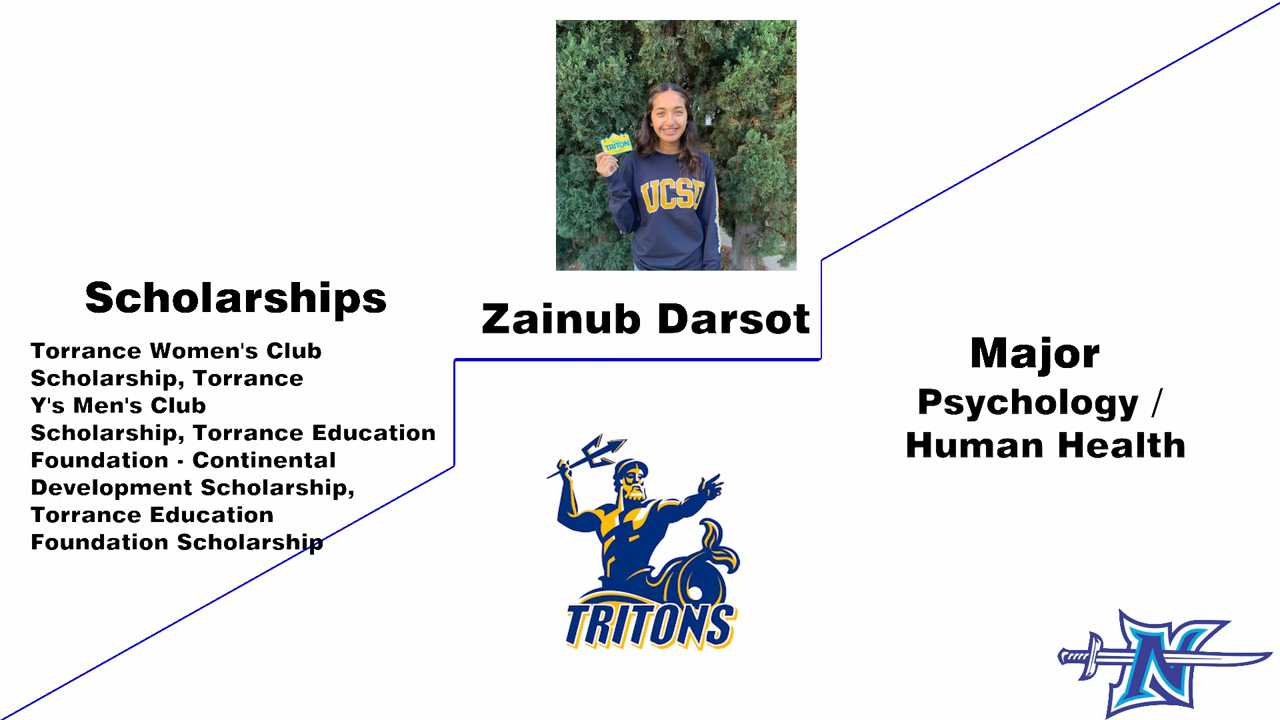 TRITON
UCSD
Zainub Darsot
Scholarships
Torrance Women's Club
Scholarship, Torrance
Y's Men's Club
Scholarship, Torrance Education
Foundation - Continental
Development Scholarship,
Torrance Education
Foundation Scholarship
Major
Psychology /
Human Health
TRITONS
N